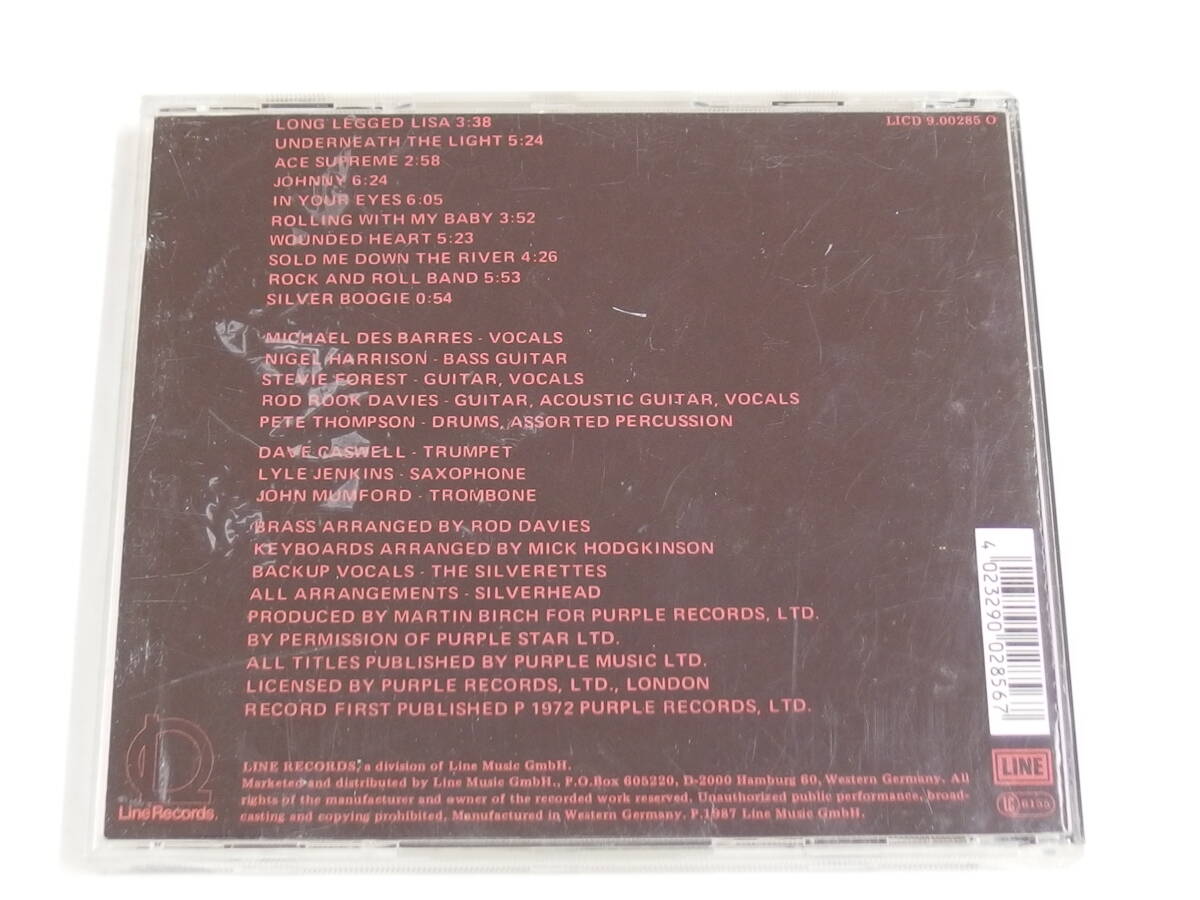 LONG LEGGED LISA 3:38
LICD 9.00285 O
UNDERNEATH THE LIGHT 5:24
ACE SUPREME 2:58
JOHNNY 6:24
IN YOUR EYES 6:05
ROLLING WITH MY BABY 3:52
WOUNDED HEART 5:23
SOLD ME DOWN THE RIVER 4:26
ROCK AND ROLL BAND 5:53
SILVER BOOGIE 0:54
MICHAEL DES BARRES - VOCALS
NIGEL HARRISON - BASS GUITAR
STEVIE FOREST - GUITAR, VOCALS
ROD ROOK DAVIES - GUITAR, ACOUSTIC GUITAR, VOCALS
PETE THOMPSON - DRUMS, ASSORTED PERCUSSION
DAVE CASWELL - TRUMPET
LYLE JENKINS - SAXOPHONE
JOHN MUMFORD - TROMBONE
BRASS ARRANGED BY ROD DAVIES
KEYBOARDS ARRANGED BY MICK HODGKINSON
BACKUP VOCALS - THE SILVERETTES
ALL ARRANGEMENTS - SILVERHEAD
PRODUCED BY MARTIN BIRCH FOR PURPLE RECORDS, LTD.
BY PERMISSION OF PURPLE STAR LTD.
ALL TITLES PUBLISHED BY PURPLE MUSIC LTD.
LICENSED BY PURPLE RECORDS, LTD., LONDON
RECORD FIRST PUBLISHED P 1972 PURPLE RECORDS, LTD.
4 023290 028567
LINE RECORDS, a division of Line Music GmbH.
Marketed and distributed by Line Music GmbH., P.O.Box 605220, D-2000 Hamburg 60, Western Germany. All
rights of the manufacturer and owner of the recorded work reserved. Unauthorized public performance, broad-
casting and copying prohibited. Manufactured in Western Germany. P.1987 Line Music GmbH.
Line Records.
LINE
LC 6135